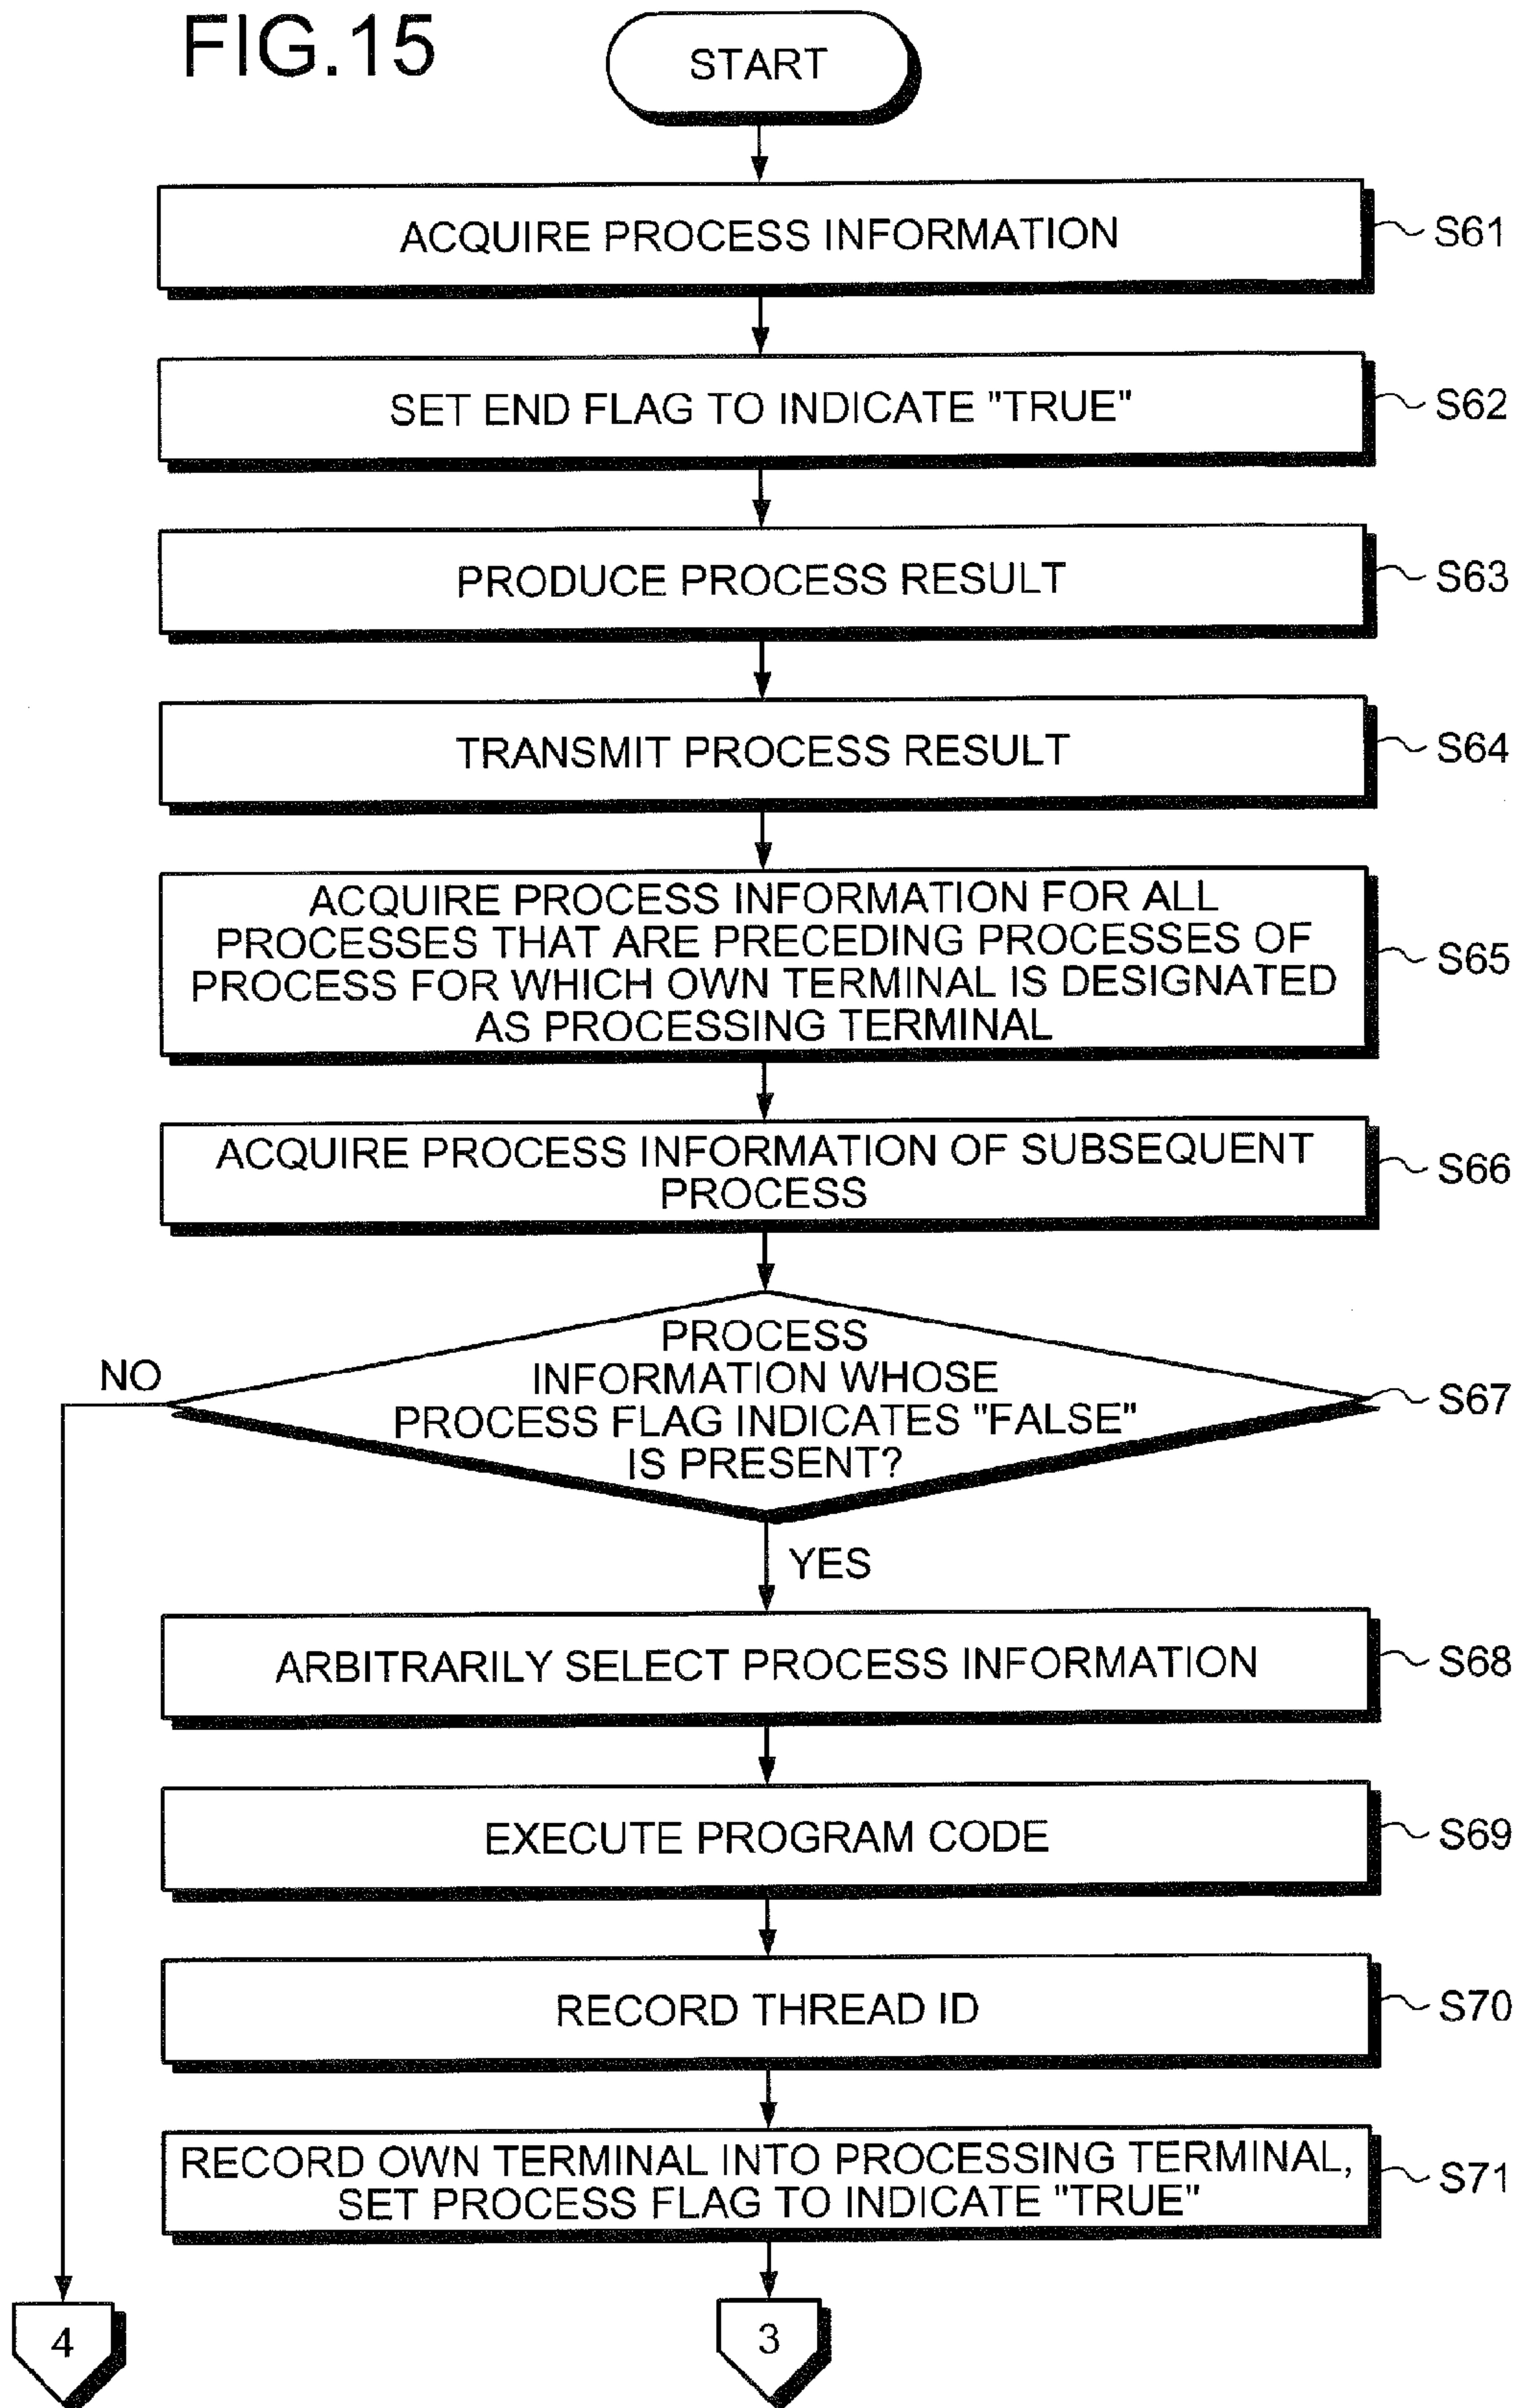 FIG.15
START
ACQUIRE PROCESS INFORMATION
S61
SET END FLAG TO INDICATE "TRUE"
S62
PRODUCE PROCESS RESULT
S63
TRANSMIT PROCESS RESULT
S64
ACQUIRE PROCESS INFORMATION FOR ALL
PROCESSES THAT ARE PRECEDING PROCESSES OF
PROCESS FOR WHICH OWN TERMINAL IS DESIGNATED
AS PROCESSING TERMINAL
S65
ACQUIRE PROCESS INFORMATION OF SUBSEQUENT
PROCESS
S66
PROCESS
INFORMATION WHOSE
PROCESS FLAG INDICATES "FALSE"
IS PRESENT?
S67
NO
YES
ARBITRARILY SELECT PROCESS INFORMATION
S68
EXECUTE PROGRAM CODE
S69
RECORD THREAD ID
S70
RECORD OWN TERMINAL INTO PROCESSING TERMINAL,
SET PROCESS FLAG TO INDICATE "TRUE"
S71
4
3